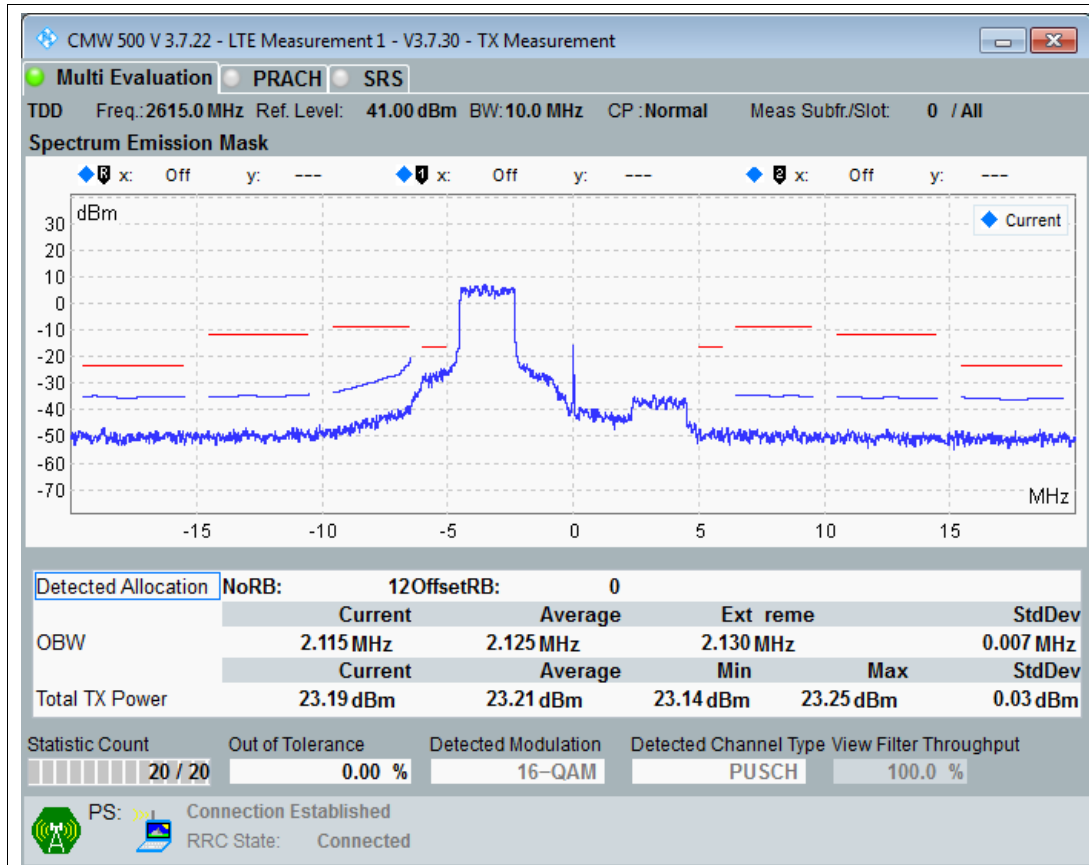 CMW 500 V 3.7.22 - LTE Measurement 1 - V3.7.30 - TX Measurement
Multi Evaluation PRACH SRS
TDD Freq.: 2615.0 MHz Ref. Level: 41.00 dBm BW: 10.0 MHz CP : Normal Meas Subfr./Slot: 0 / All
Spectrum Emission Mask
R x: Off y: --- 1 x: Off y: --- 2 x: Off y: ---
dBm
Current
30
20
10
0
-10
-20
-30
-40
-50
-60
-70
MHz
-15 -10 -5 0 5 10 15
Detected Allocation NoRB: 12 OffsetRB: 0
Current Average Ext reme StdDev
OBW 2.115 MHz 2.125 MHz 2.130 MHz 0.007 MHz
Current Average Min Max StdDev
Total TX Power 23.19 dBm 23.21 dBm 23.14 dBm 23.25 dBm 0.03 dBm
Statistic Count Out of Tolerance Detected Modulation Detected Channel Type View Filter Throughput
20 / 20 0.00 % 16-QAM PUSCH 100.0 %
PS: Connection Established
RRC State: Connected